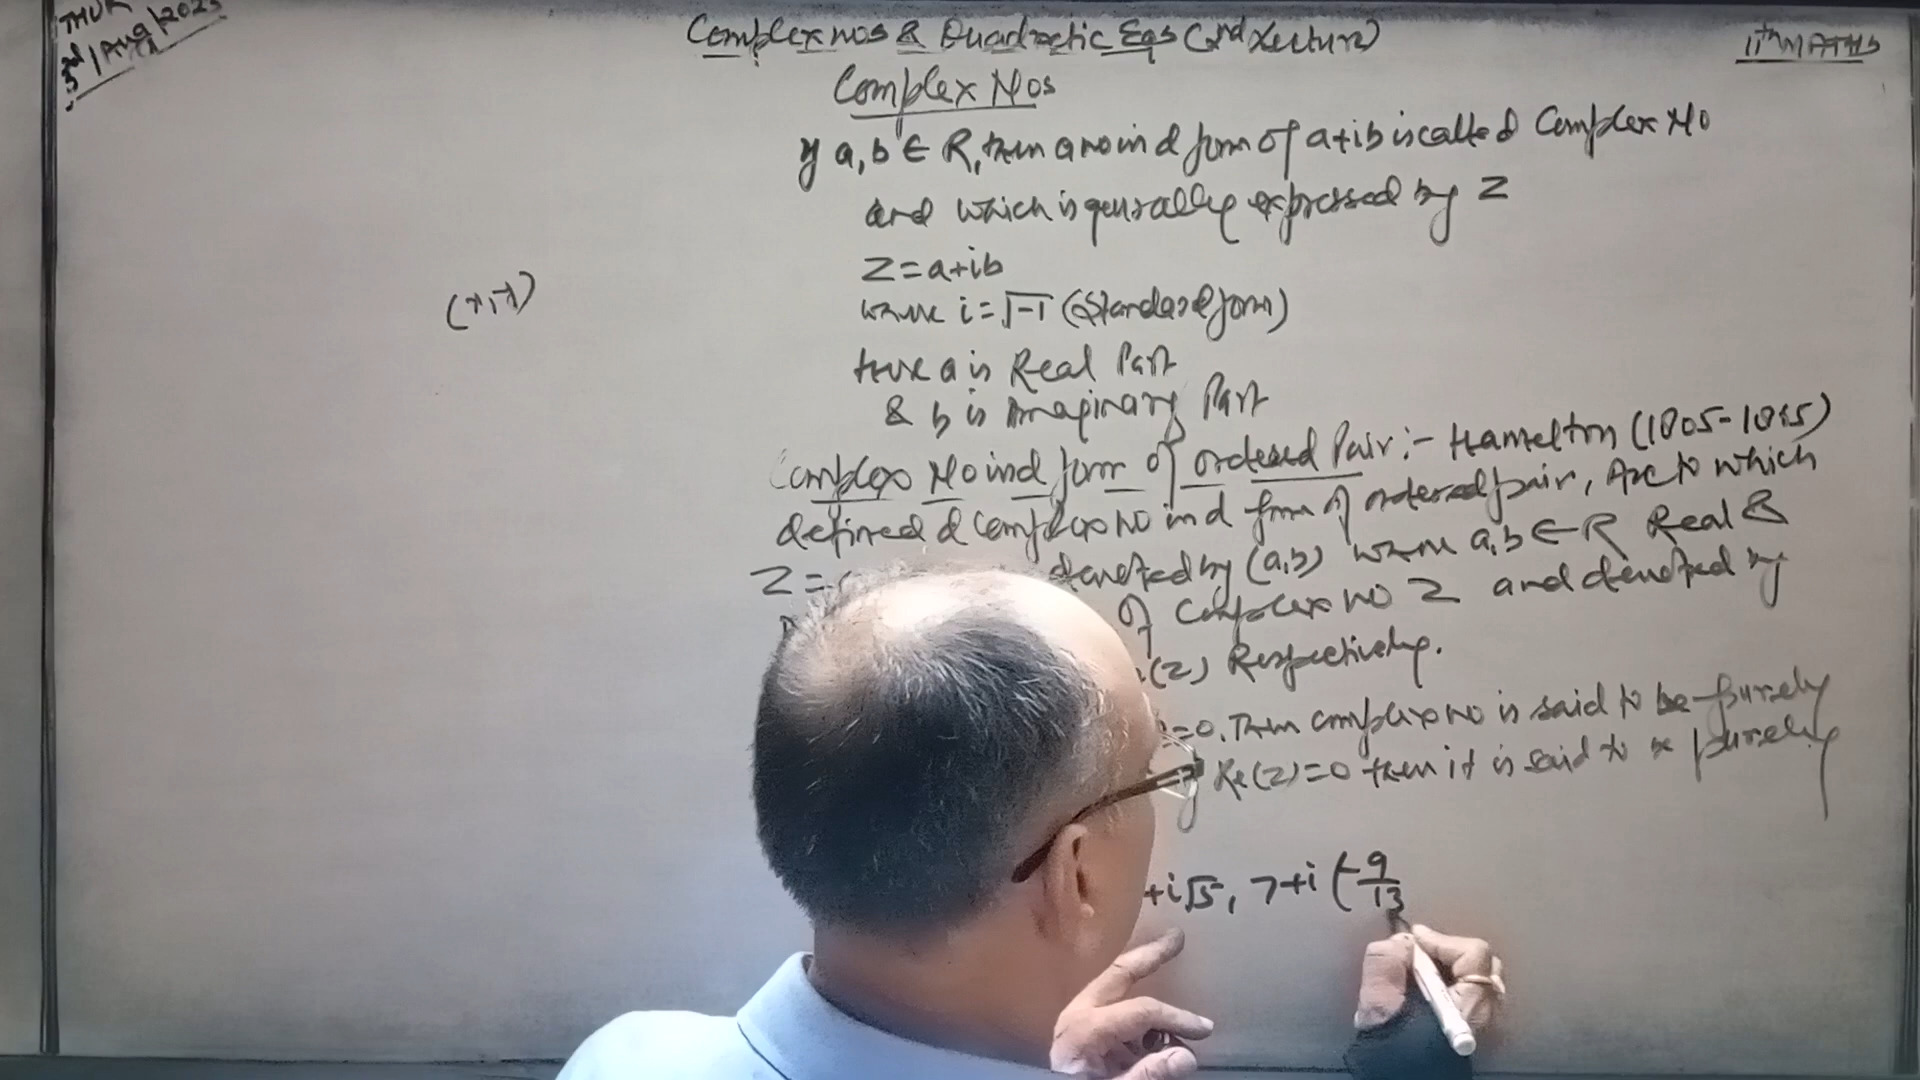 THUR
3rd/Aug/2023
Complex nos & Quadractic Eqs (2nd Lecture)
11th MATHS
Complex Nos
If a, b ∈ R, then a no in d form of a+ib is called Complex No
and which is generally expressed by Z
Z=a+ib
where i=√-1 (Standard form)
here a is Real Part
& b is Imaginary Part
Complex No in d form of ordered Pair:- Hamelton (1805-1865)
defined d Complex no in d form of ordered pair, Acc to which
Z= denoted by (a,b) where a,b ∈ R Real &
of Complex no Z and denoted by
(Z) Respectively.
=0. Then complex no is said to be purely
Re(Z)=0 then it is said to be purely
+i√5, 7+i(-9/13